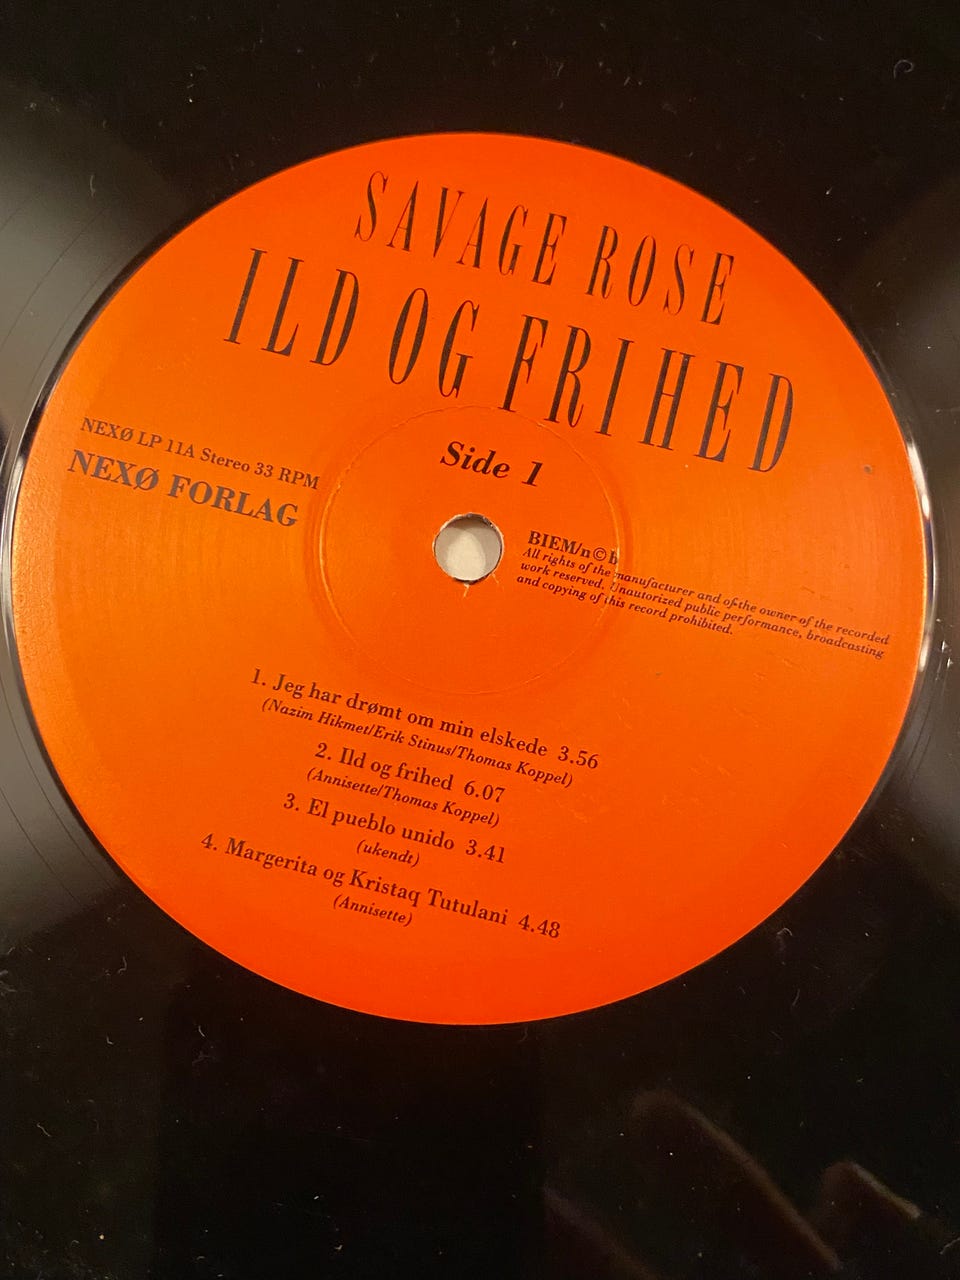 SAVAGE ROSE
ILD OG FRIHED
Side 1
NEXØ LP 11A Stereo 33 RPM
NEXØ FORLAG
BIEM/n©b
All rights of the manufacturer and of the owner of the recorded
work reserved. Unautorized public performance, broadcasting
and copying of this record prohibited.
1. Jeg har drømt om min elskede 3.56
(Nazim Hikmet/Erik Stinus/Thomas Koppel)
2. Ild og frihed 6.07
(Annisette/Thomas Koppel)
3. El pueblo unido 3.41
(ukendt)
4. Margerita og Kristaq Tutulani 4.48
(Annisette)